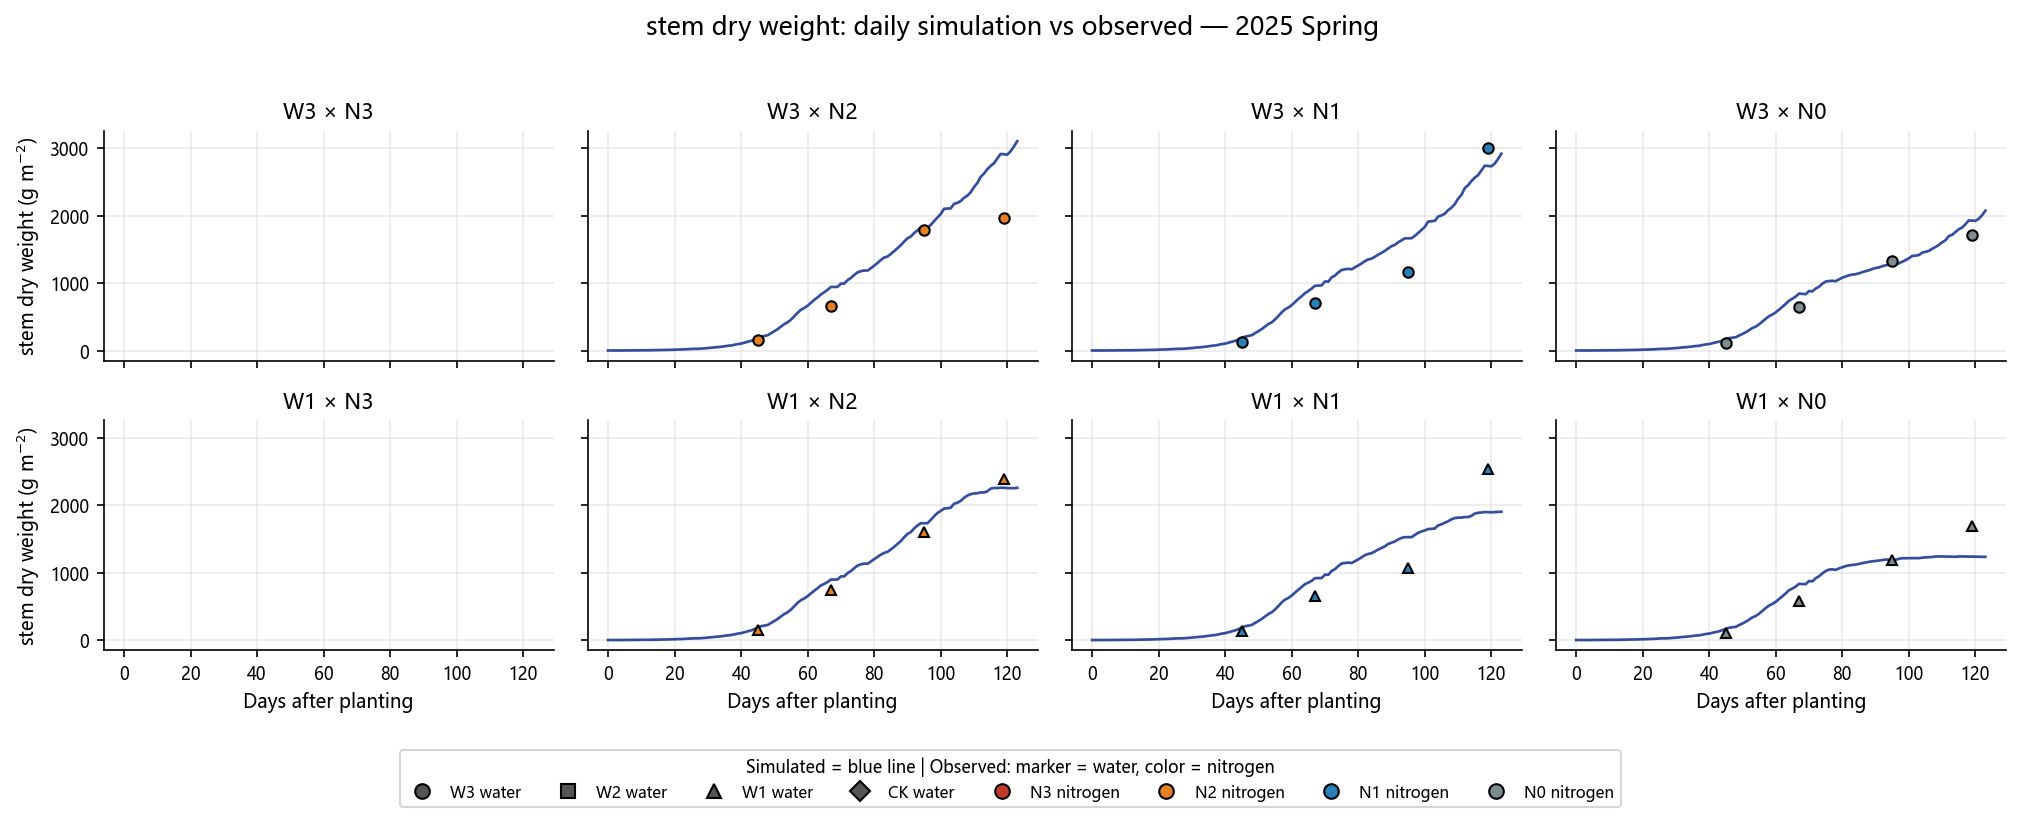 stem dry weight: daily simulation vs observed — 2025 Spring
W3 × N3
W3 × N2
W3 × N1
W3 × N0
stem dry weight (g m⁻²)
3000
2000
1000
0
W1 × N3
W1 × N2
W1 × N1
W1 × N0
stem dry weight (g m⁻²)
3000
2000
1000
0
0 20 40 60 80 100 120
0 20 40 60 80 100 120
0 20 40 60 80 100 120
0 20 40 60 80 100 120
Days after planting
Days after planting
Days after planting
Days after planting
Simulated = blue line | Observed: marker = water, color = nitrogen
W3 water W2 water W1 water CK water N3 nitrogen N2 nitrogen N1 nitrogen N0 nitrogen